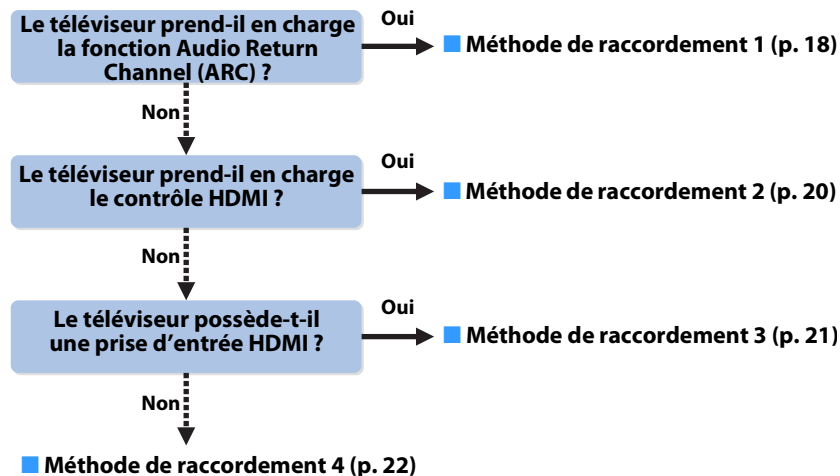 Le téléviseur prend-il en charge
la fonction Audio Return
Channel (ARC) ?
Oui
■ Méthode de raccordement 1 (p. 18)
Non
Le téléviseur prend-il en charge
le contrôle HDMI ?
Oui
■ Méthode de raccordement 2 (p. 20)
Non
Le téléviseur possède-t-il
une prise d'entrée HDMI ?
Oui
■ Méthode de raccordement 3 (p. 21)
Non
■ Méthode de raccordement 4 (p. 22)